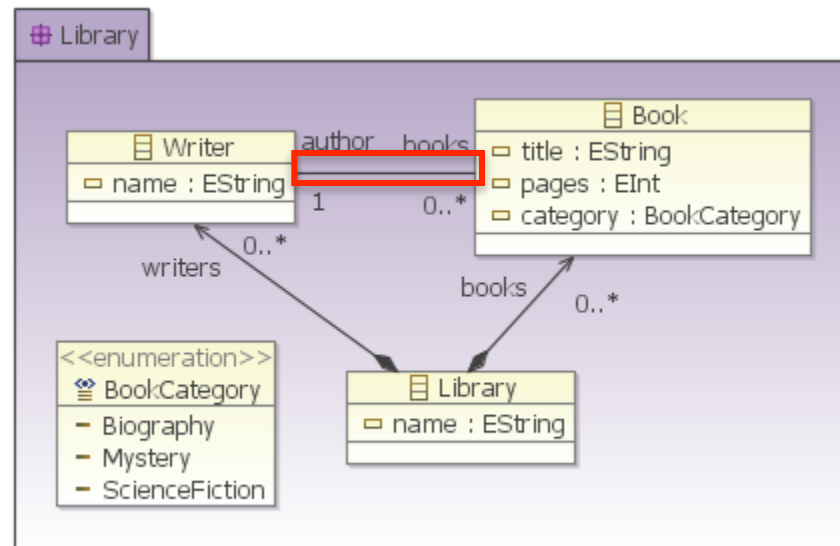 Library
Writer
name : EString
author
books
1
0..*
Book
title : EString
pages : EInt
category : BookCategory
0..*
writers
books
0..*
<<enumeration>>
BookCategory
Biography
Mystery
ScienceFiction
Library
name : EString